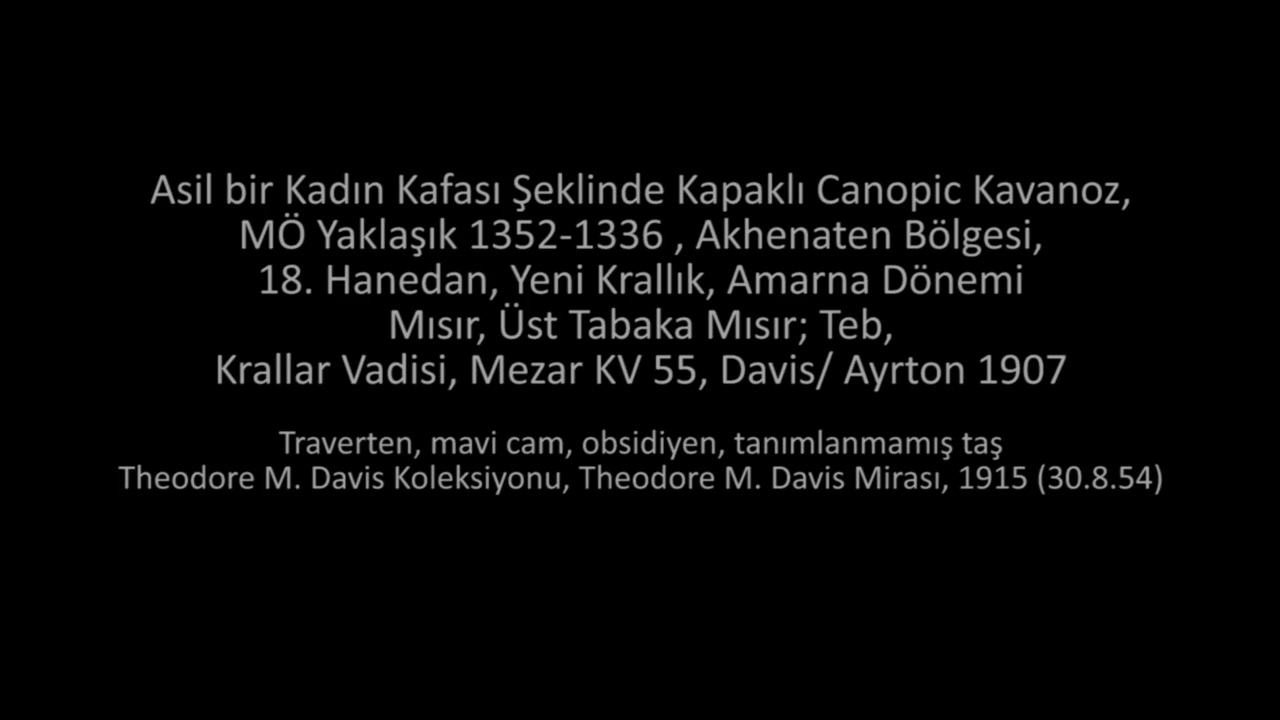 Asil bir Kadın Kafası Şeklinde Kapaklı Canopic Kavanoz,
MÖ Yaklaşık 1352-1336 , Akhenaten Bölgesi,
18. Hanedan, Yeni Krallık, Amarna Dönemi
Mısır, Üst Tabaka Mısır; Teb,
Krallar Vadisi, Mezar KV 55, Davis/ Ayrton 1907
Traverten, mavi cam, obsidiyen, tanımlanmamış taş
Theodore M. Davis Koleksiyonu, Theodore M. Davis Mirası, 1915 (30.8.54)